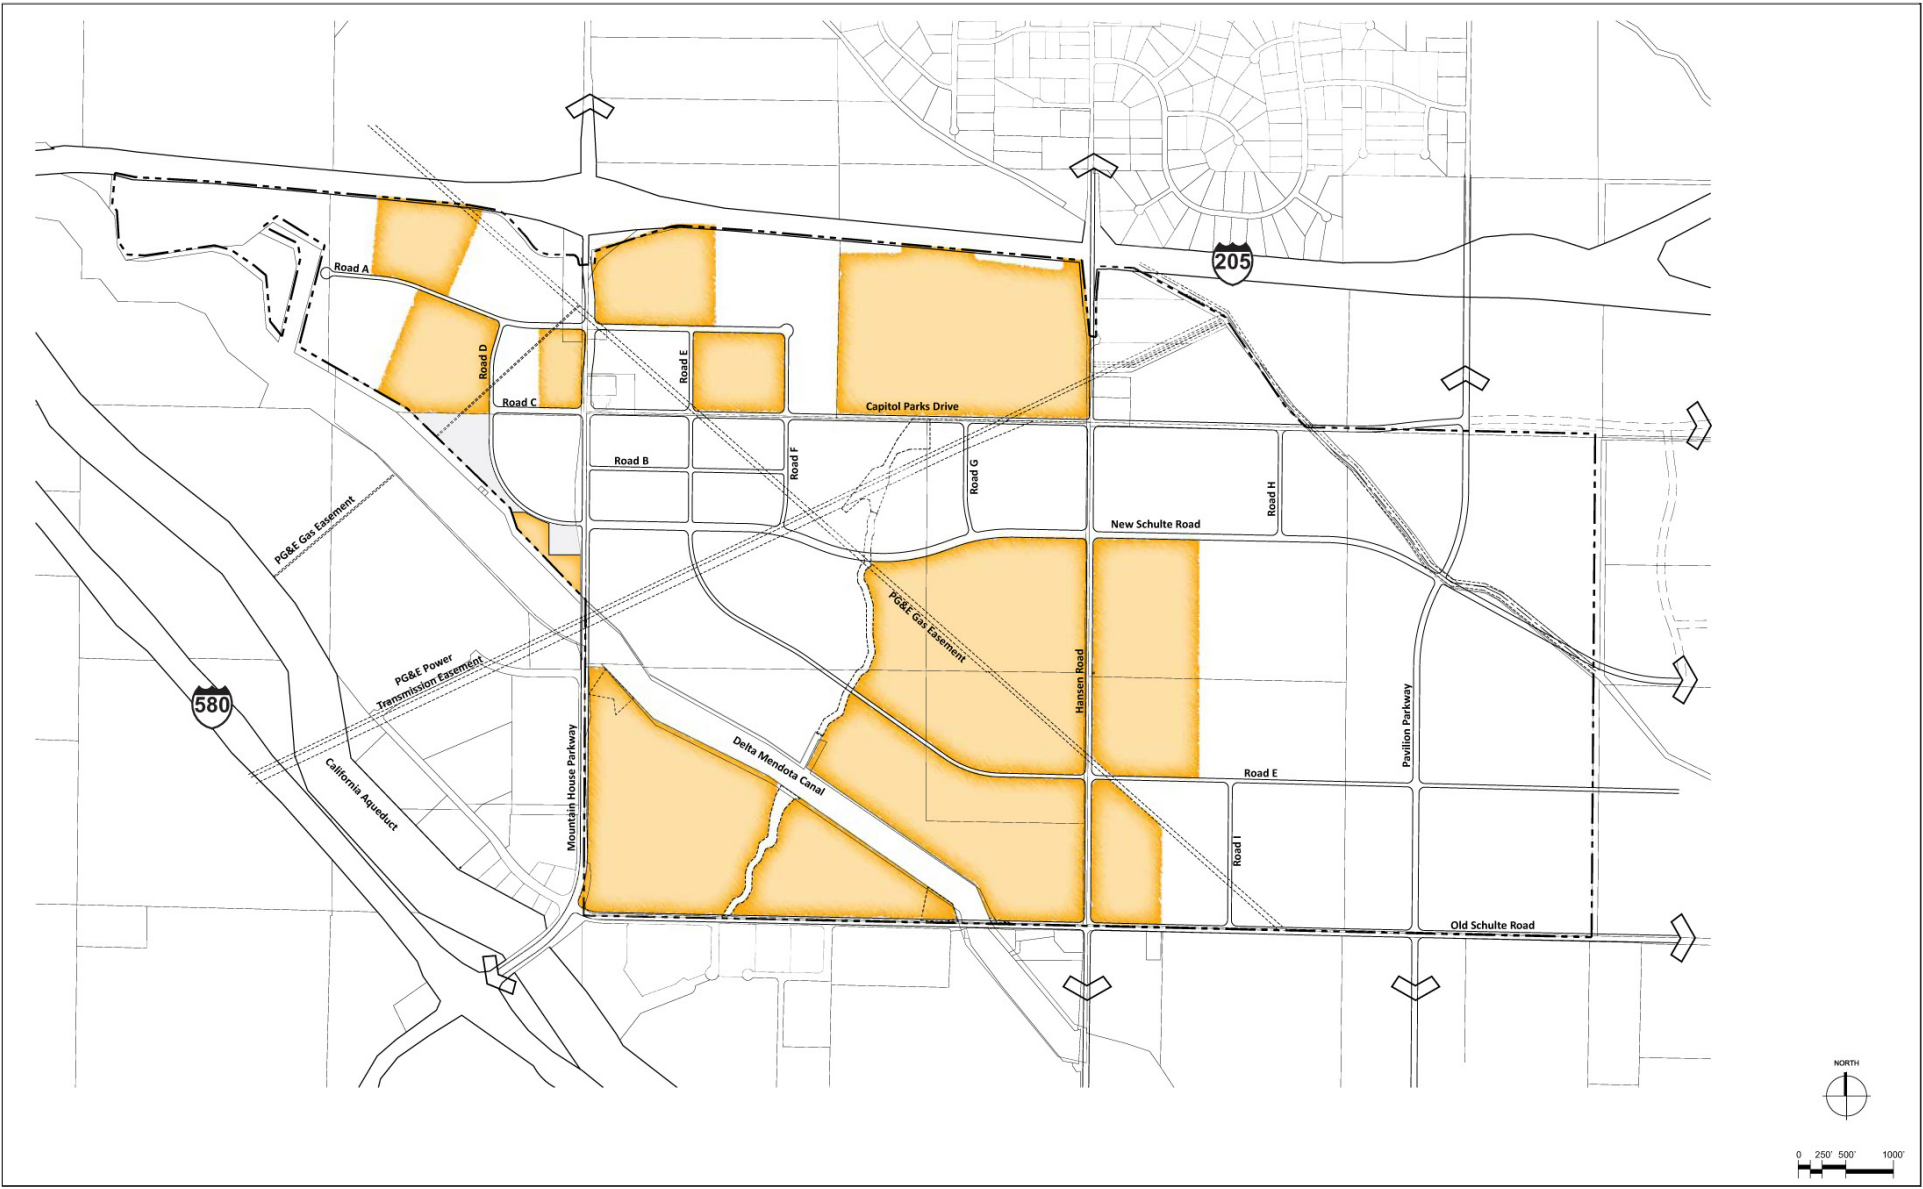 205
Road A
Road D
Road E
Road C
Capitol Parks Drive
Road B
Road F
Road G
Road H
New Schulte Road
PG&E Gas Easement
PG&E Gas Easement
PG&E Power
Transmission Easement
580
Hansen Road
Pavilion Parkway
Mountain House Parkway
Delta Mendota Canal
California Aqueduct
Road E
Road I
Old Schulte Road
NORTH
0 250' 500' 1000'